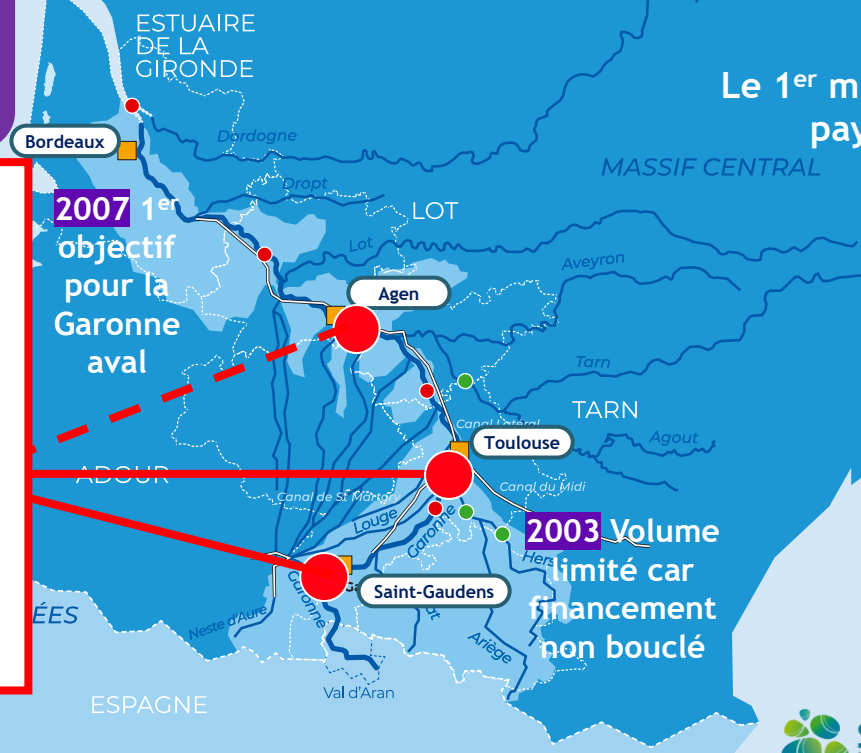 ESTUAIRE
DE LA
GIRONDE
Le 1er m
pay
Bordeaux
Dordogne
MASSIF CENTRAL
Dropt
2007 1er
objectif
pour la
Garonne
aval
LOT
Lot
Aveyron
Agen
Tarn
TARN
Canal Latéral
Toulouse
Agout
ADOUR
Canal de St Martory
Canal du Midi
Louge
Garonne
2003 Volume
limité car
financement
non bouclé
Hers
Saint-Gaudens
Garonne
Neste d'Aure
ÉES
at
Ariège
Val d'Aran
ESPAGNE